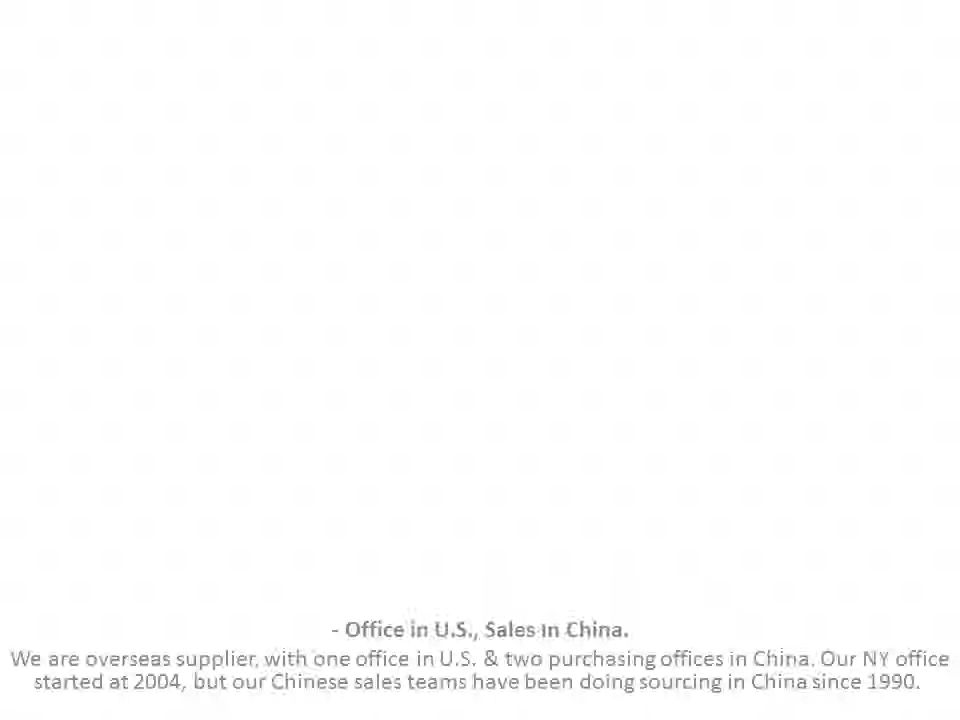 - Office in U.S., Sales in China.
We are overseas supplier, with one office in U.S. & two purchasing offices in China. Our NY office
started at 2004, but our Chinese sales teams have been doing sourcing in China since 1990.